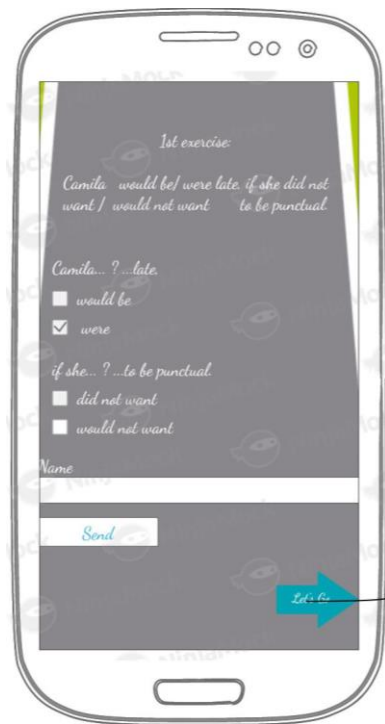 1st exercise:
Camila would be/ were late. if she did not
want / would not want to be punctual.
Camila... ? ...late.
would be
were
if she... ? ...to be punctual.
did not want
would not want
Name
Send
Let's Go